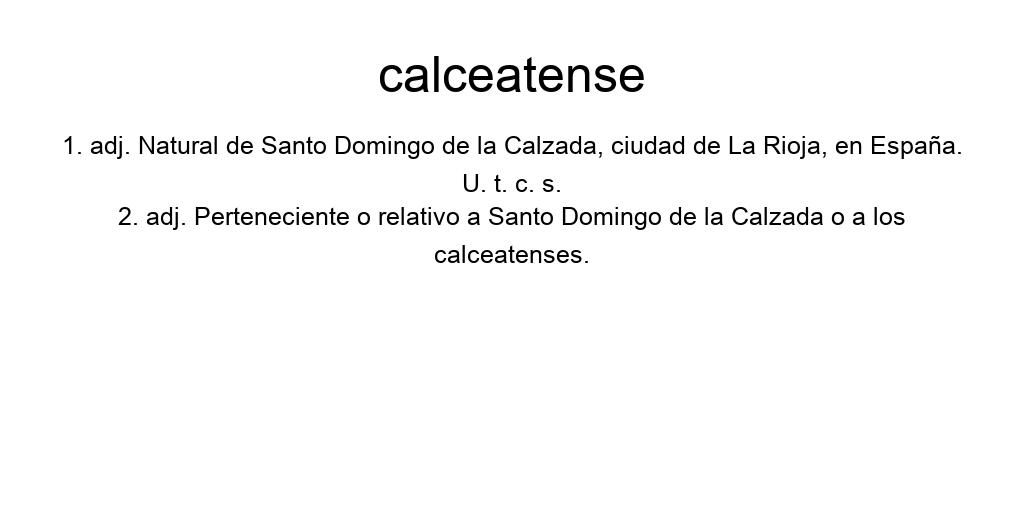 calceatense
1. adj. Natural de Santo Domingo de la Calzada, ciudad de La Rioja, en España.
U. t. c. s.
2. adj. Perteneciente o relativo a Santo Domingo de la Calzada o a los
calceatenses.